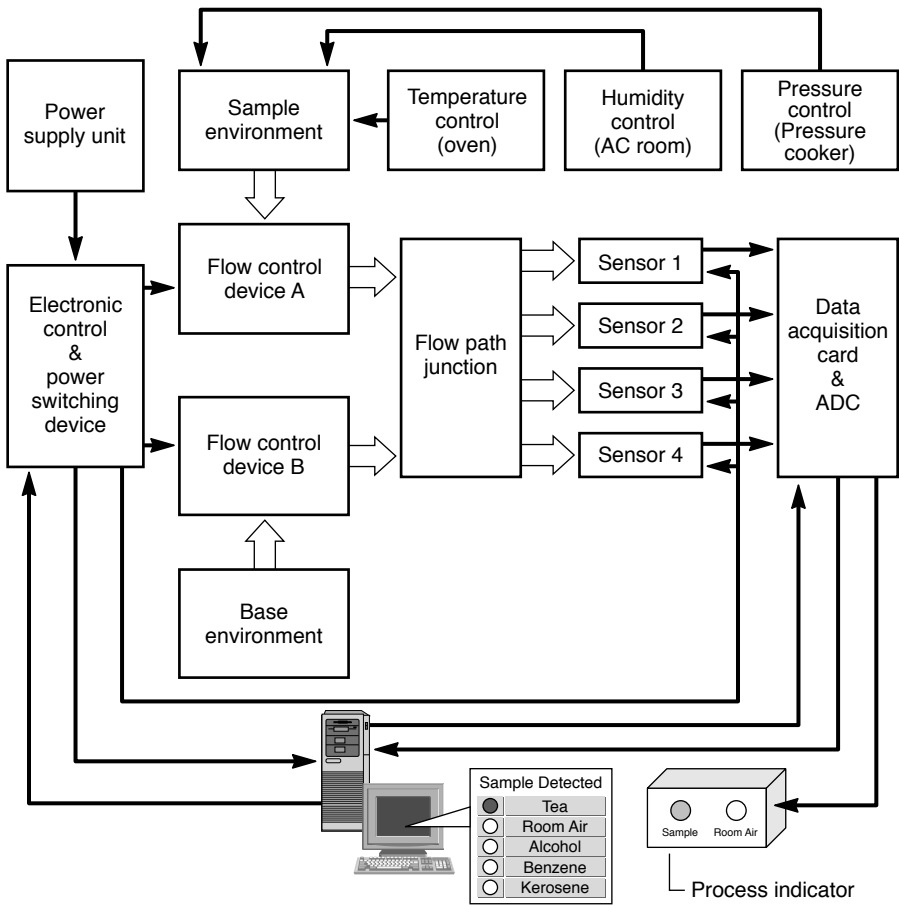 Power
supply unit
Sample
environment
Temperature
control
(oven)
Humidity
control
(AC room)
Pressure
control
(Pressure
cooker)
Electronic
control
&
power
switching
device
Flow control
device A
Flow control
device B
Base
environment
Flow path
junction
Sensor 1
Sensor 2
Sensor 3
Sensor 4
Data
acquisition
card
&
ADC
Sample Detected
Tea
Room Air
Alcohol
Benzene
Kerosene
Sample Room Air
Process indicator